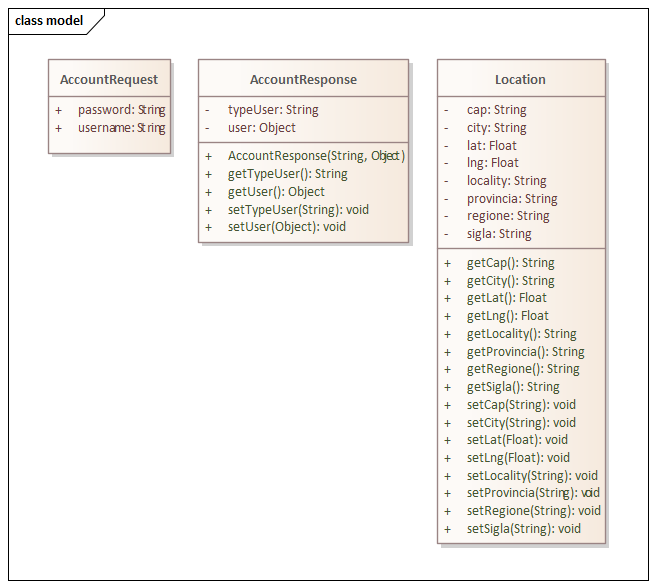 class model
AccountRequest
+ password: String
+ username: String
AccountResponse
- typeUser: String
- user: Object
+ AccountResponse(String, Object)
+ getTypeUser(): String
+ getUser(): Object
+ setTypeUser(String): void
+ setUser(Object): void
Location
- cap: String
- city: String
- lat: Float
- lng: Float
- locality: String
- provincia: String
- regione: String
- sigla: String
+ getCap(): String
+ getCity(): String
+ getLat(): Float
+ getLng(): Float
+ getLocality(): String
+ getProvincia(): String
+ getRegione(): String
+ getSigla(): String
+ setCap(String): void
+ setCity(String): void
+ setLat(Float): void
+ setLng(Float): void
+ setLocality(String): void
+ setProvincia(String): void
+ setRegione(String): void
+ setSigla(String): void